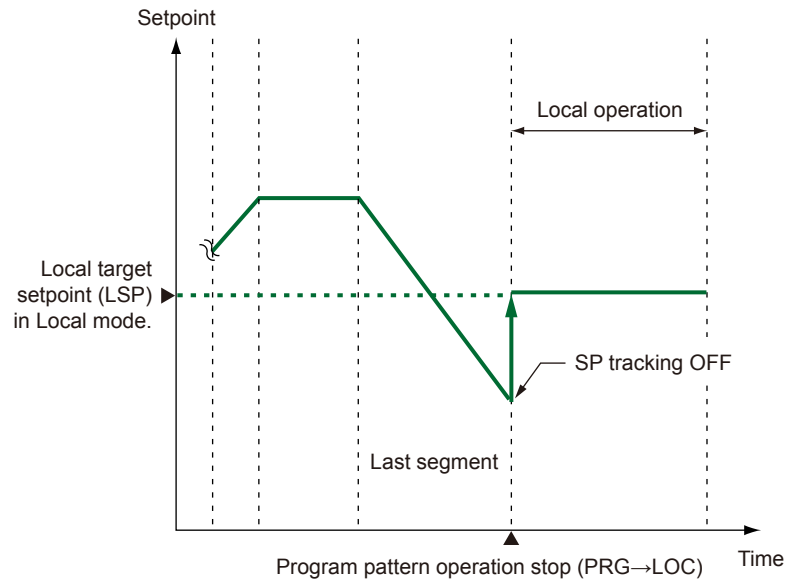 Setpoint
Local operation
Local target
setpoint (LSP)
in Local mode.
SP tracking OFF
Last segment
Time
Program pattern operation stop (PRG→LOC)